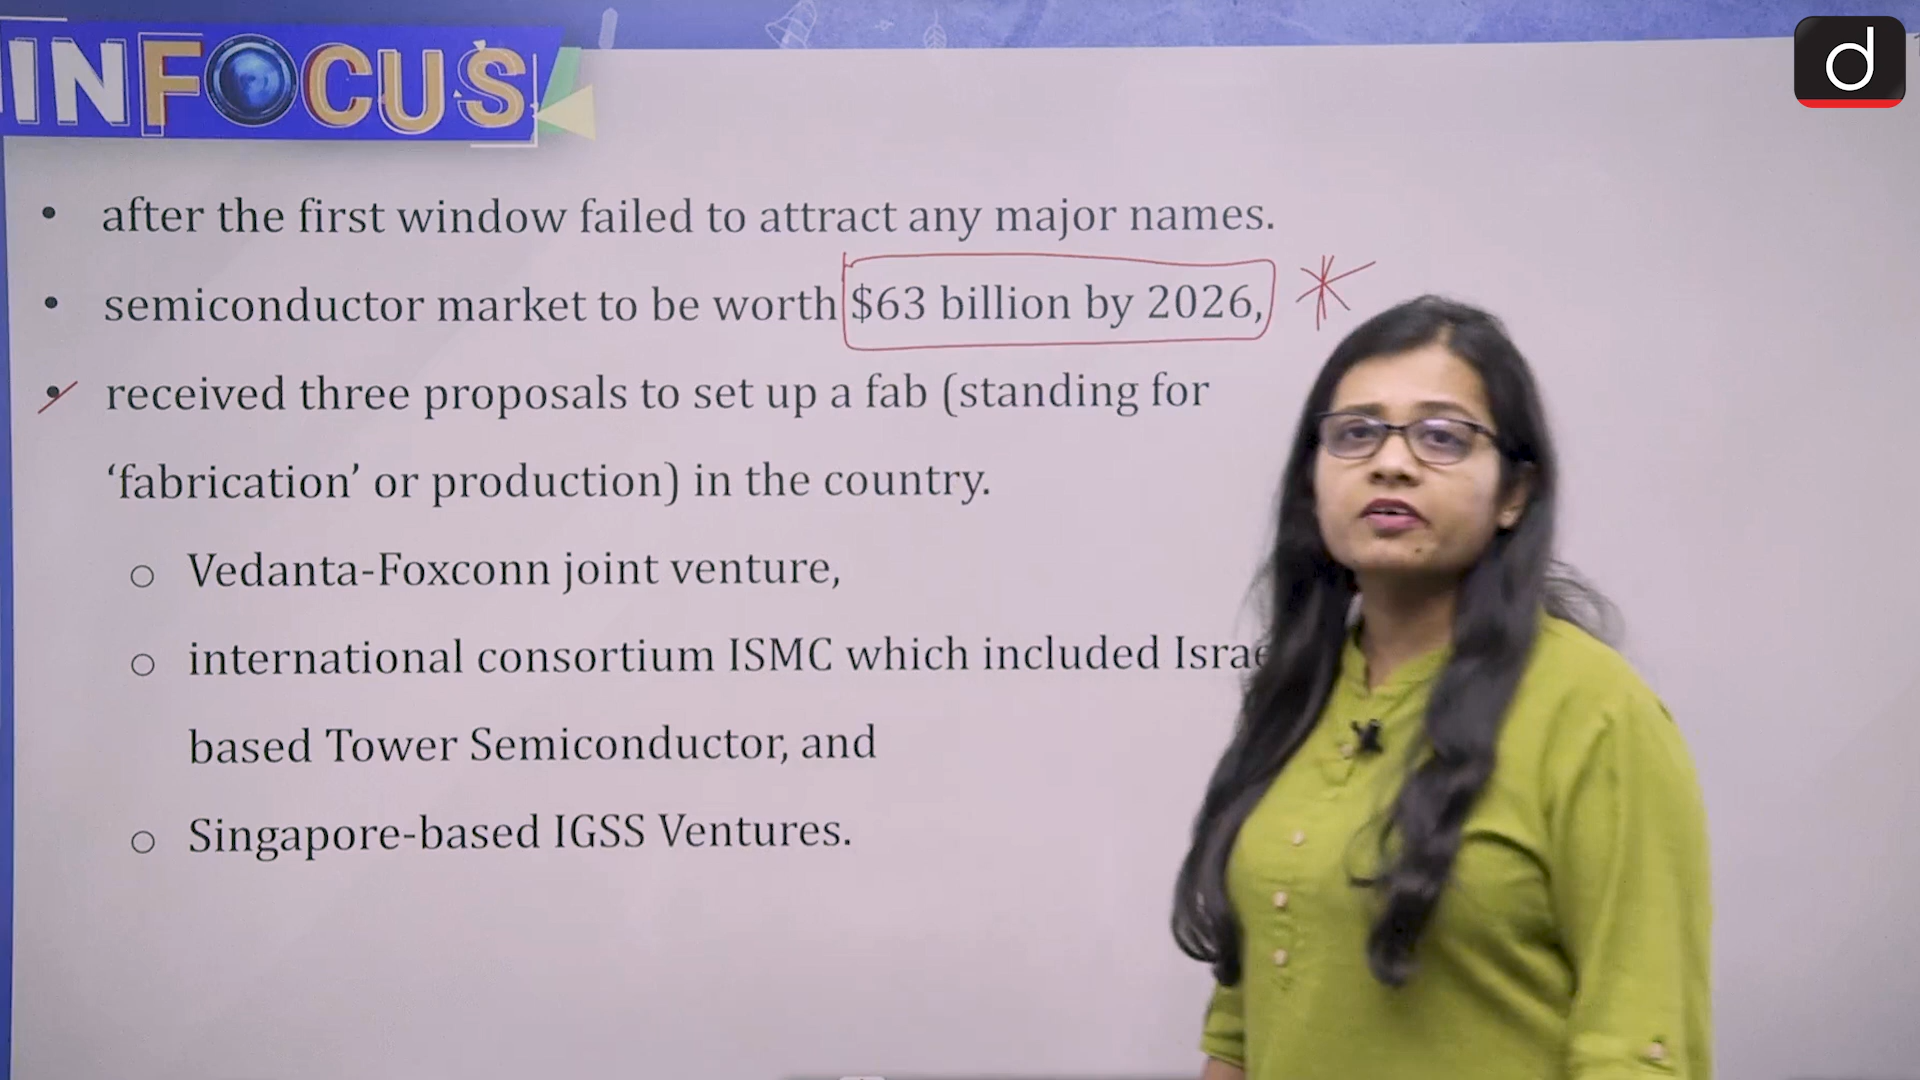 INFOCUS
d
• after the first window failed to attract any major names.
• semiconductor market to be worth $63 billion by 2026,
• received three proposals to set up a fab (standing for
‘fabrication’ or production) in the country.
o Vedanta-Foxconn joint venture,
o international consortium ISMC which included
based Tower Semiconductor, and
o Singapore-based IGSS Ventures.